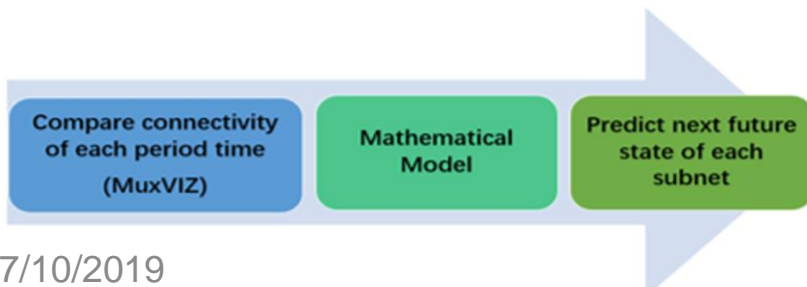 Compare connectivity
of each period time
(MuxVIZ)
Mathematical
Model
Predict next future
state of each
subnet
7/10/2019